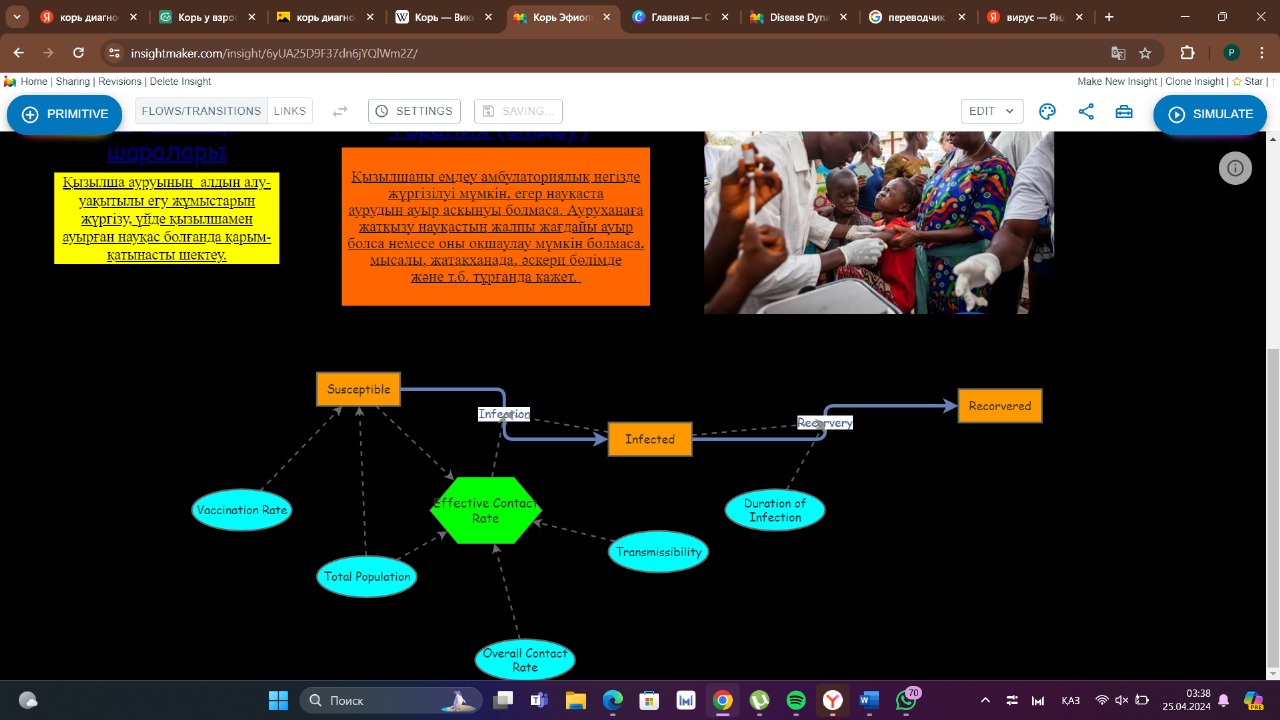 Яндекс корь диагно
Корь у взро
корь диагно
Корь — Вик
Корь Эфиоп
Главная — С
Disease Dyna
переводчик
вирус — Янд
insightmaker.com/insight/6yUA25D9F37dn6jYQlWm2Z/
Home | Sharing | Revisions | Delete Insight
Make New Insight | Clone Insight | Star |
PRIMITIVE
FLOWS/TRANSITIONS
LINKS
SETTINGS
SAVING...
EDIT
SIMULATE
шаралары
Қызылша ауруының алдын алу-
уақытылы егу жұмыстарын
жүргізу, үйде қызылшамен
ауырған науқас болғанда қарым-
қатынасты шектеу.
Қызылшаны емдеу амбулаториялық негізде
жүргізілуі мүмкін, егер науқаста
аурудың ауыр асқынуы болмаса. Ауруханаға
жатқызу науқастың жалпы жағдайы ауыр
болса немесе оны оқшаулау мүмкін болмаса,
мысалы, жатақханада, әскери бөлімде
және т.б. тұрғанда қажет.
Susceptible
Infection
Infected
Recorvery
Recorvered
Vaccination Rate
Effective Contact
Rate
Duration of
Infection
Transmissibility
Total Population
Overall Contact
Rate
Поиск
70
ҚАЗ
03:38
25.04.2024